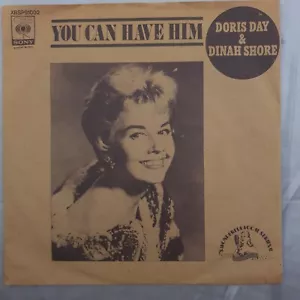 CBS
SONY
YOU CAN HAVE HIM
DORIS DAY
&
DINAH SHORE